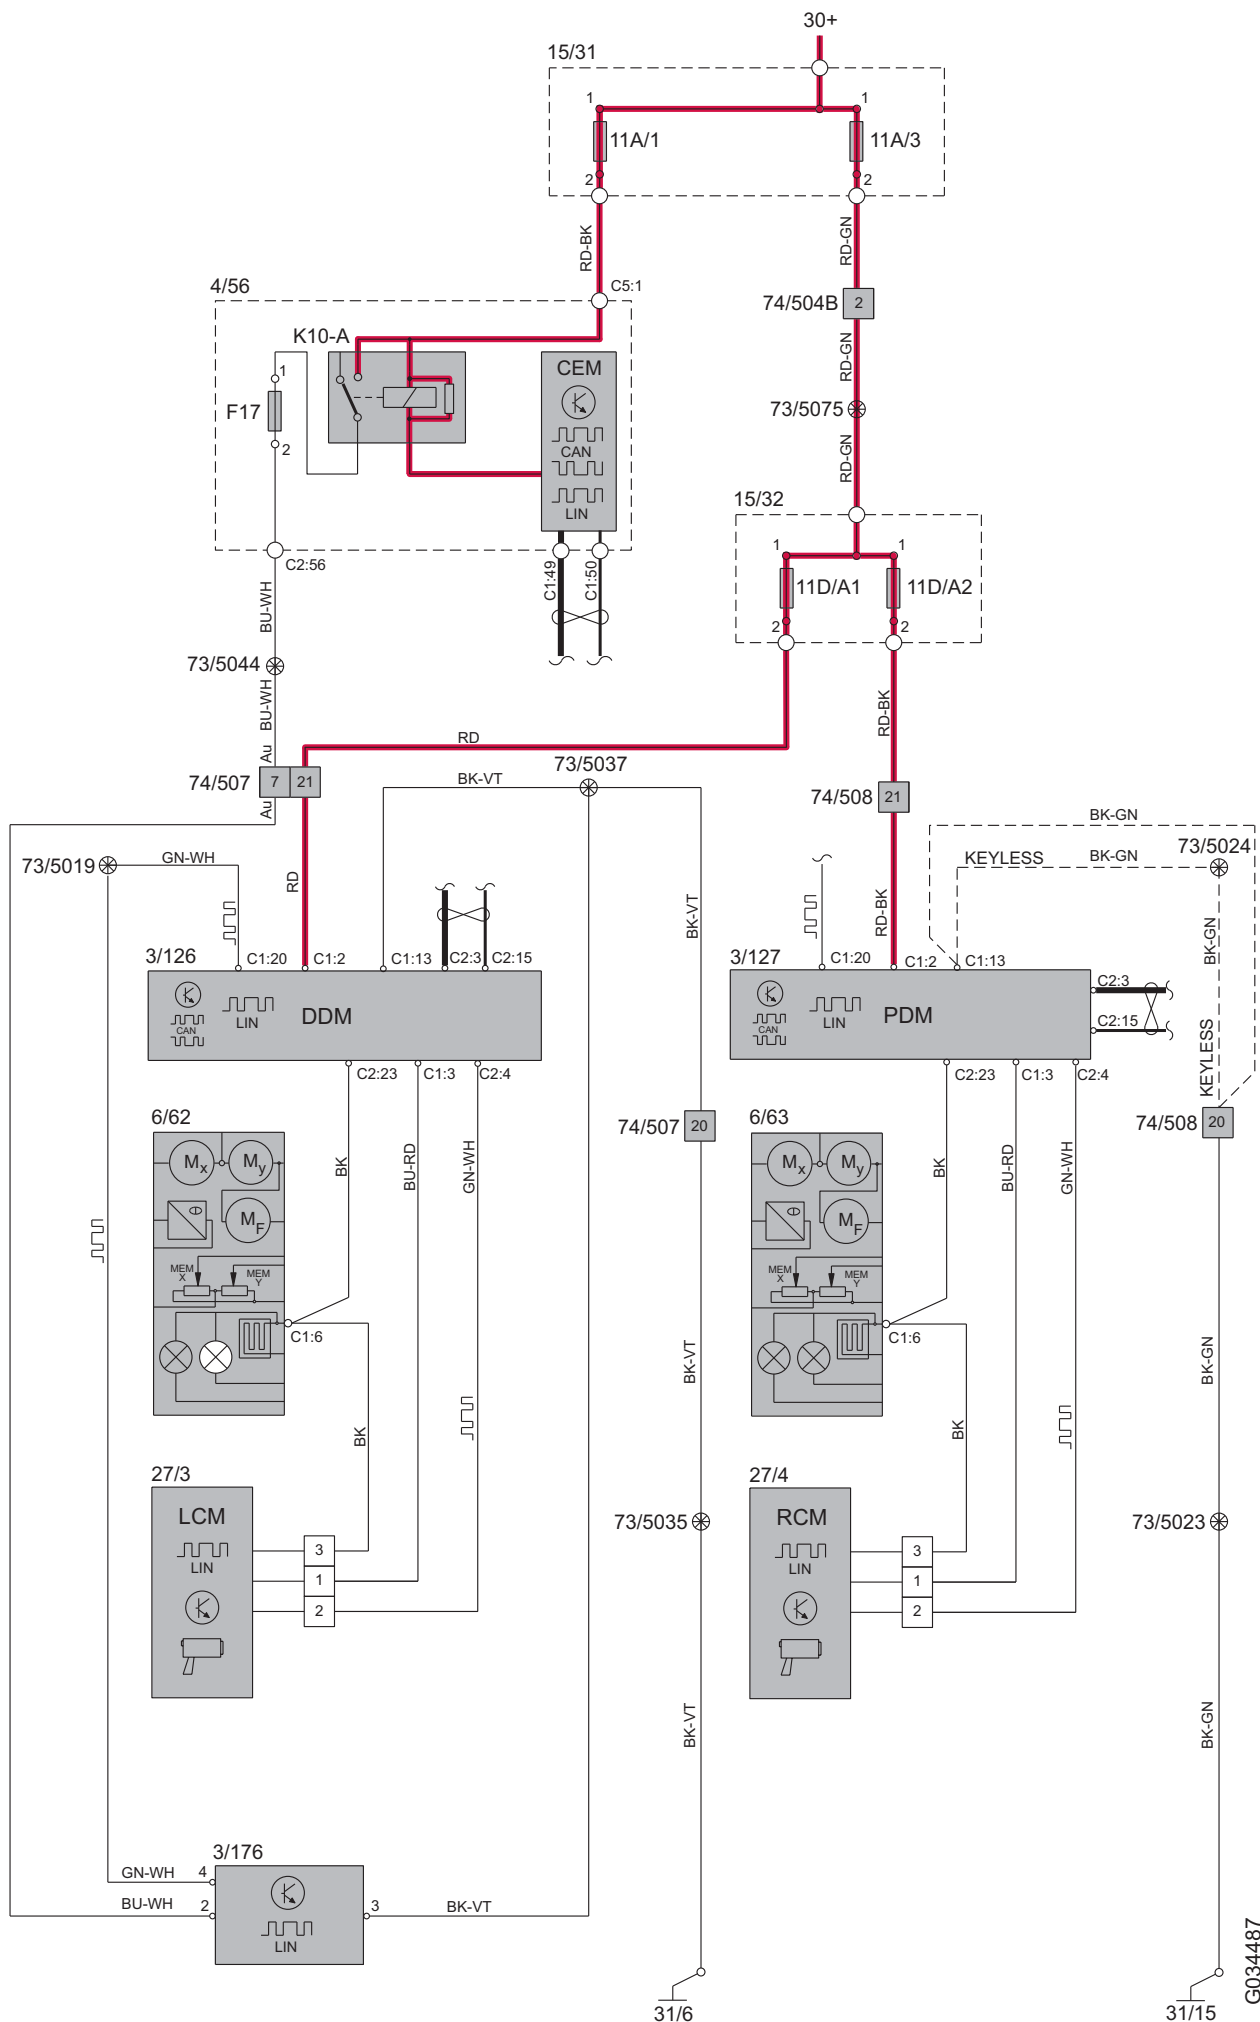 30+
15/31
1
1
11A/1
11A/3
2
2
RD-BK
RD-GN
4/56
C5:1
74/504B
2
K10-A
CEM
RD-GN
1
F17
73/5075
2
CAN
RD-GN
LIN
15/32
C2:56
C1:49
C1:50
1
1
11D/A1
11D/A2
BU-WH
2
2
73/5044
BU-WH
RD-BK
Au
RD
73/5037
74/507
7
21
BK-VT
74/508
21
Au
BK-GN
73/5019
GN-WH
73/5024
KEYLESS
BK-GN
RD
BK-VT
RD-BK
BK-GN
3/126
C1:20
C1:2
C1:13
C2:3
C2:15
3/127
C1:20
C1:2
C1:13
C2:3
LIN
DDM
CAN
LIN
PDM
CAN
C2:15
KEYLESS
C2:23
C1:3
C2:4
C2:23
C1:3
C2:4
6/62
74/507
20
6/63
74/508
20
Mx
My
BK
BU-RD
GN-WH
Mx
My
BK
BU-RD
GN-WH
MF
MF
MEM
X
MEM
Y
MEM
X
MEM
Y
C1:6
C1:6
BK-VT
BK-GN
BK
BK
27/3
27/4
LCM
RCM
73/5035
73/5023
LIN
3
1
2
LIN
3
1
2
BK-VT
BK-GN
3/176
GN-WH
4
BU-WH
2
3
BK-VT
LIN
31/6
31/15
G034487